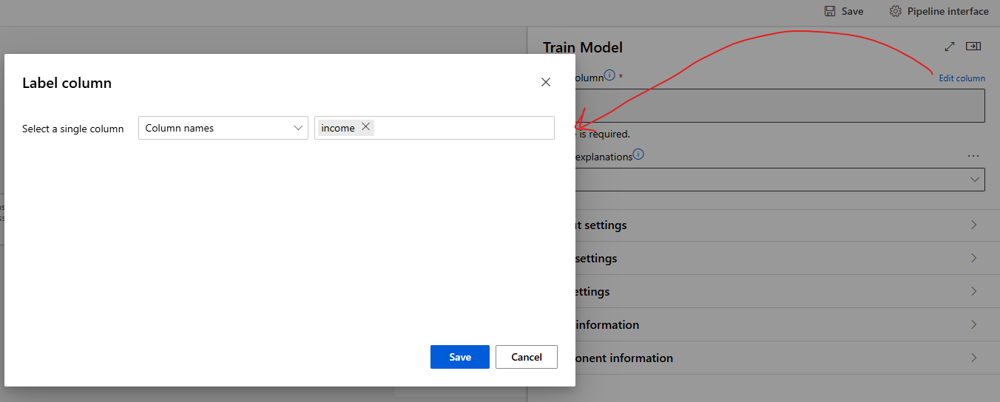 Save Pipeline interface
Train Model
olumn * Edit column
is required.
explanations ...
t settings
settings
ettings
information
onent information
Label column
Select a single column Column names income
Save Cancel